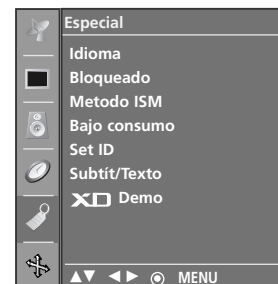 Especial
Idioma
Bloqueado
Metodo ISM
Bajo consumo
Set ID
Subtít/Texto
XD Demo
▲▼ ◄► ◉ MENU